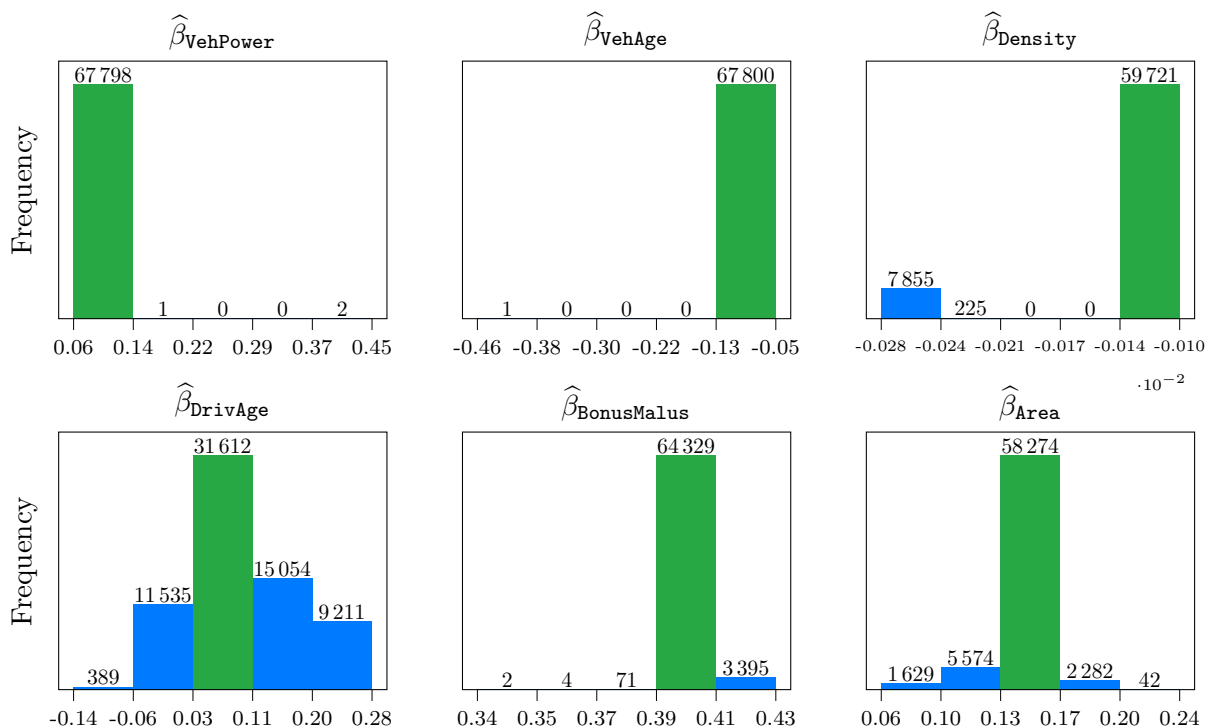 β̂VehPower
β̂VehAge
β̂Density
Frequency
67 798
1
0
0
2
0.06 0.14 0.22 0.29 0.37 0.45
1
0
0
0
67 800
-0.46 -0.38 -0.30 -0.22 -0.13 -0.05
7 855
225
0
0
59 721
-0.028 -0.024 -0.021 -0.017 -0.014 -0.010
·10−2
β̂DrivAge
β̂BonusMalus
β̂Area
Frequency
389
11 535
31 612
15 054
9 211
-0.14 -0.06 0.03 0.11 0.20 0.28
2
4
71
64 329
3 395
0.34 0.35 0.37 0.39 0.41 0.43
1 629
5 574
58 274
2 282
42
0.06 0.10 0.13 0.17 0.20 0.24